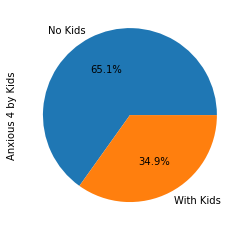 No Kids
65.1%
Anxious 4 by Kids
34.9%
With Kids